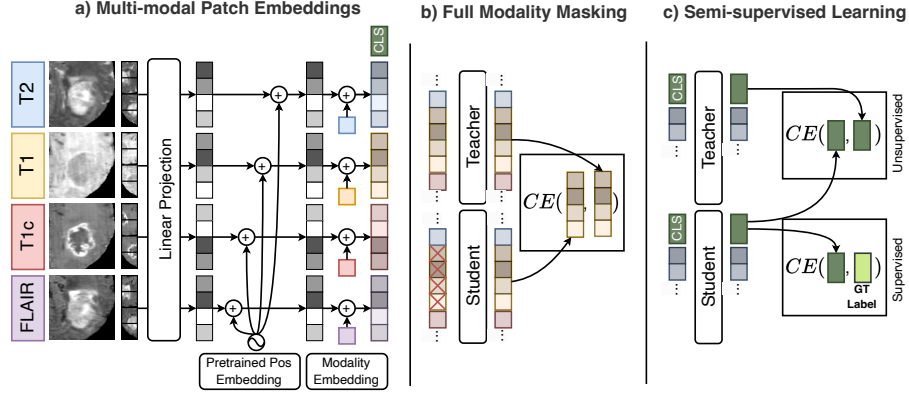 a) Multi-modal Patch Embeddings
CLS
T2
T1
T1c
FLAIR
Linear Projection
Pretrained Pos
Embedding
Modality
Embedding
b) Full Modality Masking
...
...
Teacher
...
...
...
...
Student
...
...
CE( , )
c) Semi-supervised Learning
CLS
...
Teacher
...
CE( , )
Unsupervised
CLS
...
Student
...
CE( , )
GT
Label
Supervised